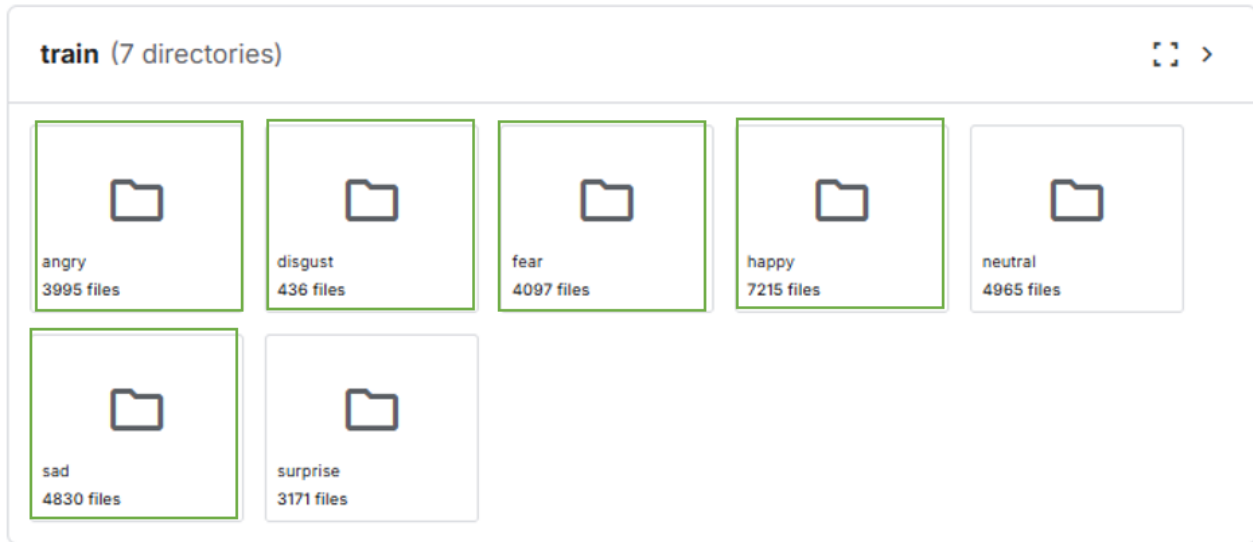 train (7 directories)
angry
3995 files
disgust
436 files
fear
4097 files
happy
7215 files
neutral
4965 files
sad
4830 files
surprise
3171 files